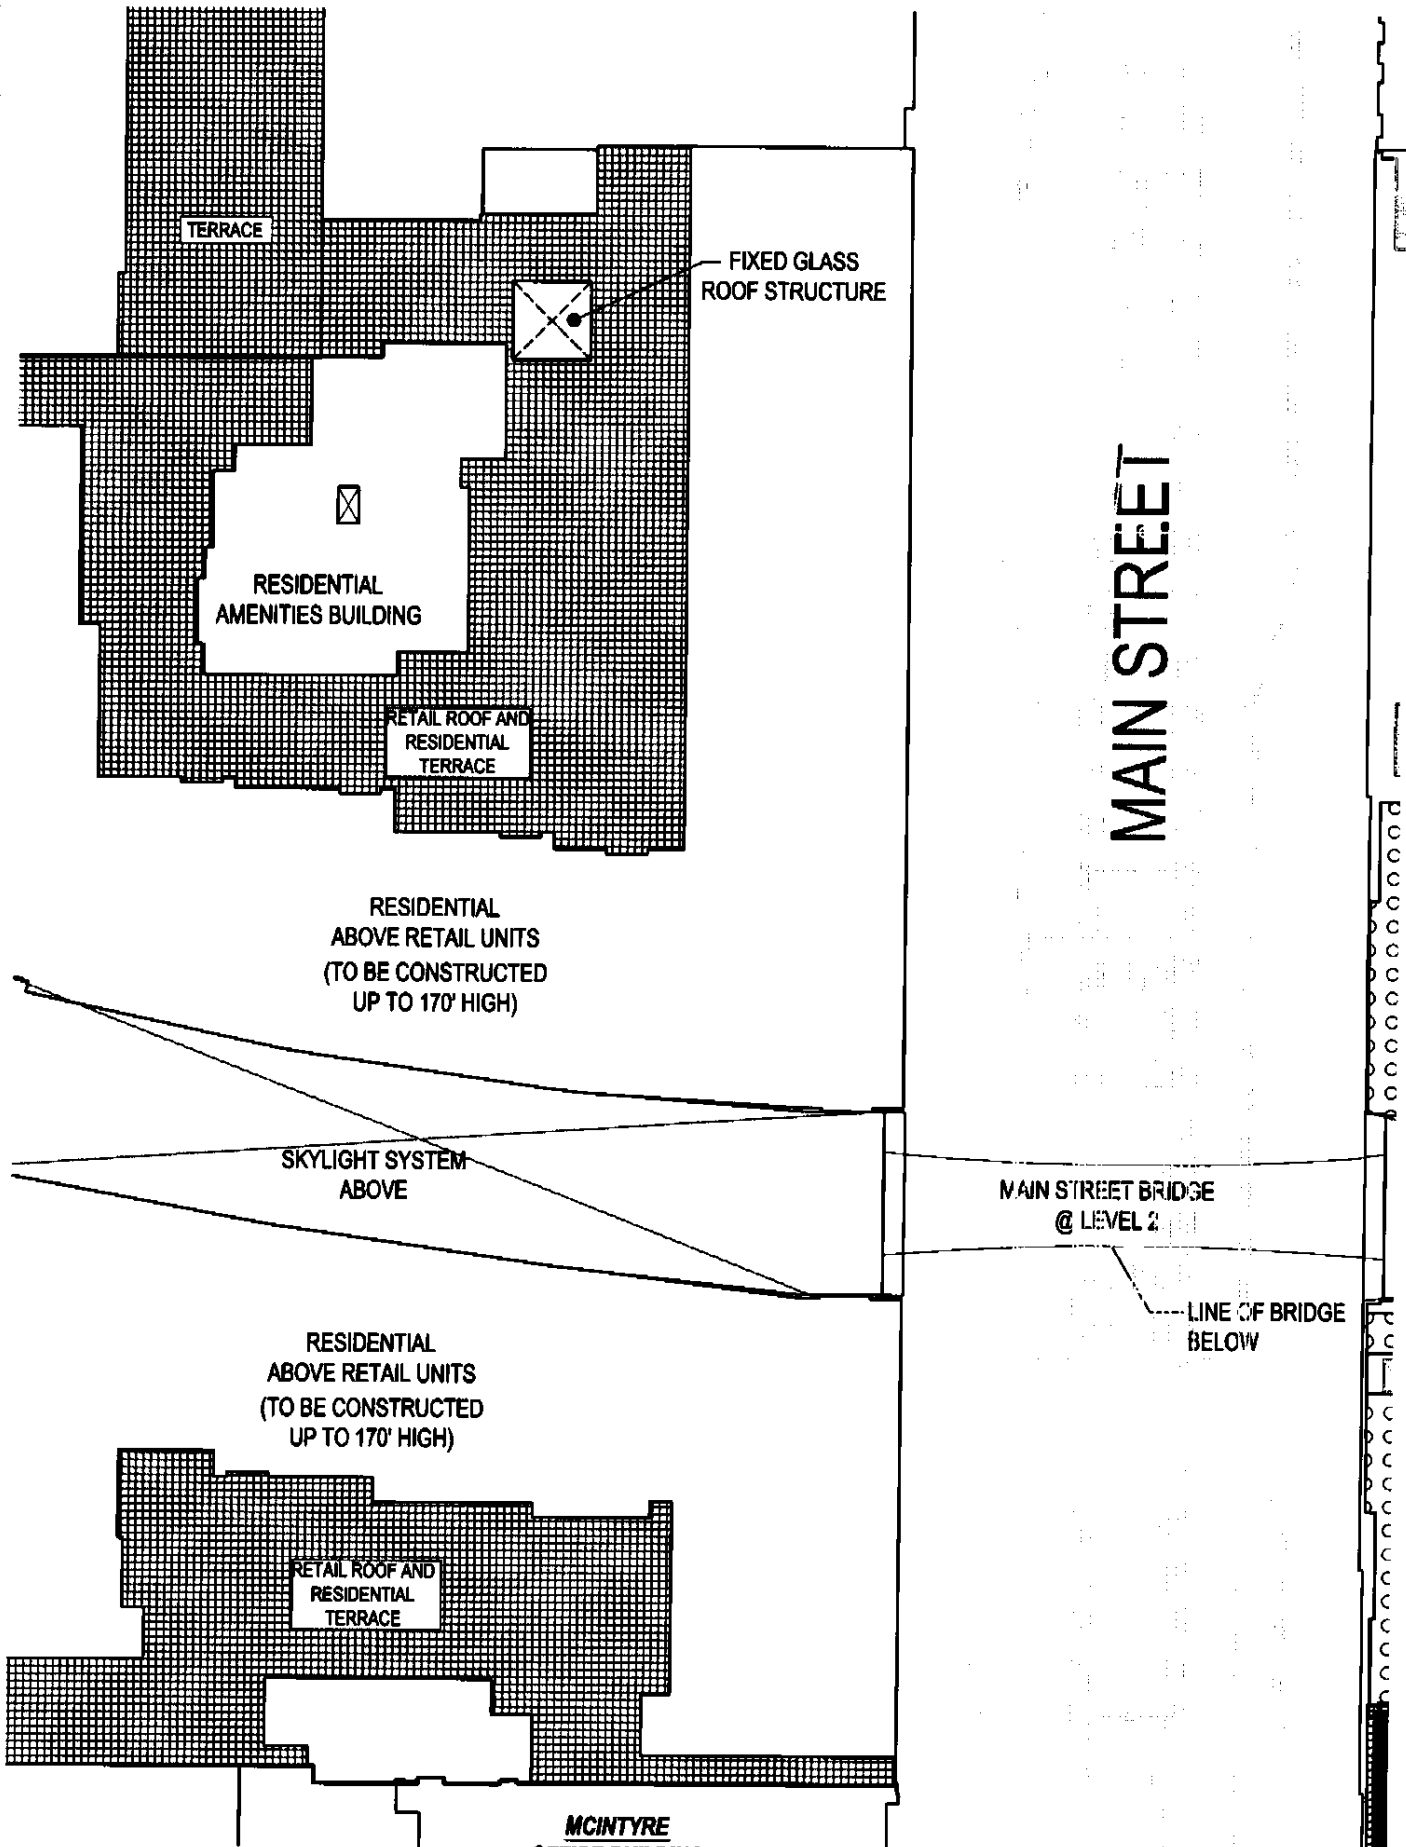 TERRACE
FIXED GLASS
ROOF STRUCTURE
MAIN STREET
RESIDENTIAL
AMENITIES BUILDING
RETAIL ROOF AND
RESIDENTIAL
TERRACE
RESIDENTIAL
ABOVE RETAIL UNITS
(TO BE CONSTRUCTED
UP TO 170' HIGH)
SKYLIGHT SYSTEM
ABOVE
MAIN STREET BRIDGE
@ LEVEL 2
LINE OF BRIDGE
BELOW
RESIDENTIAL
ABOVE RETAIL UNITS
(TO BE CONSTRUCTED
UP TO 170' HIGH)
RETAIL ROOF AND
RESIDENTIAL
TERRACE
MCINTYRE